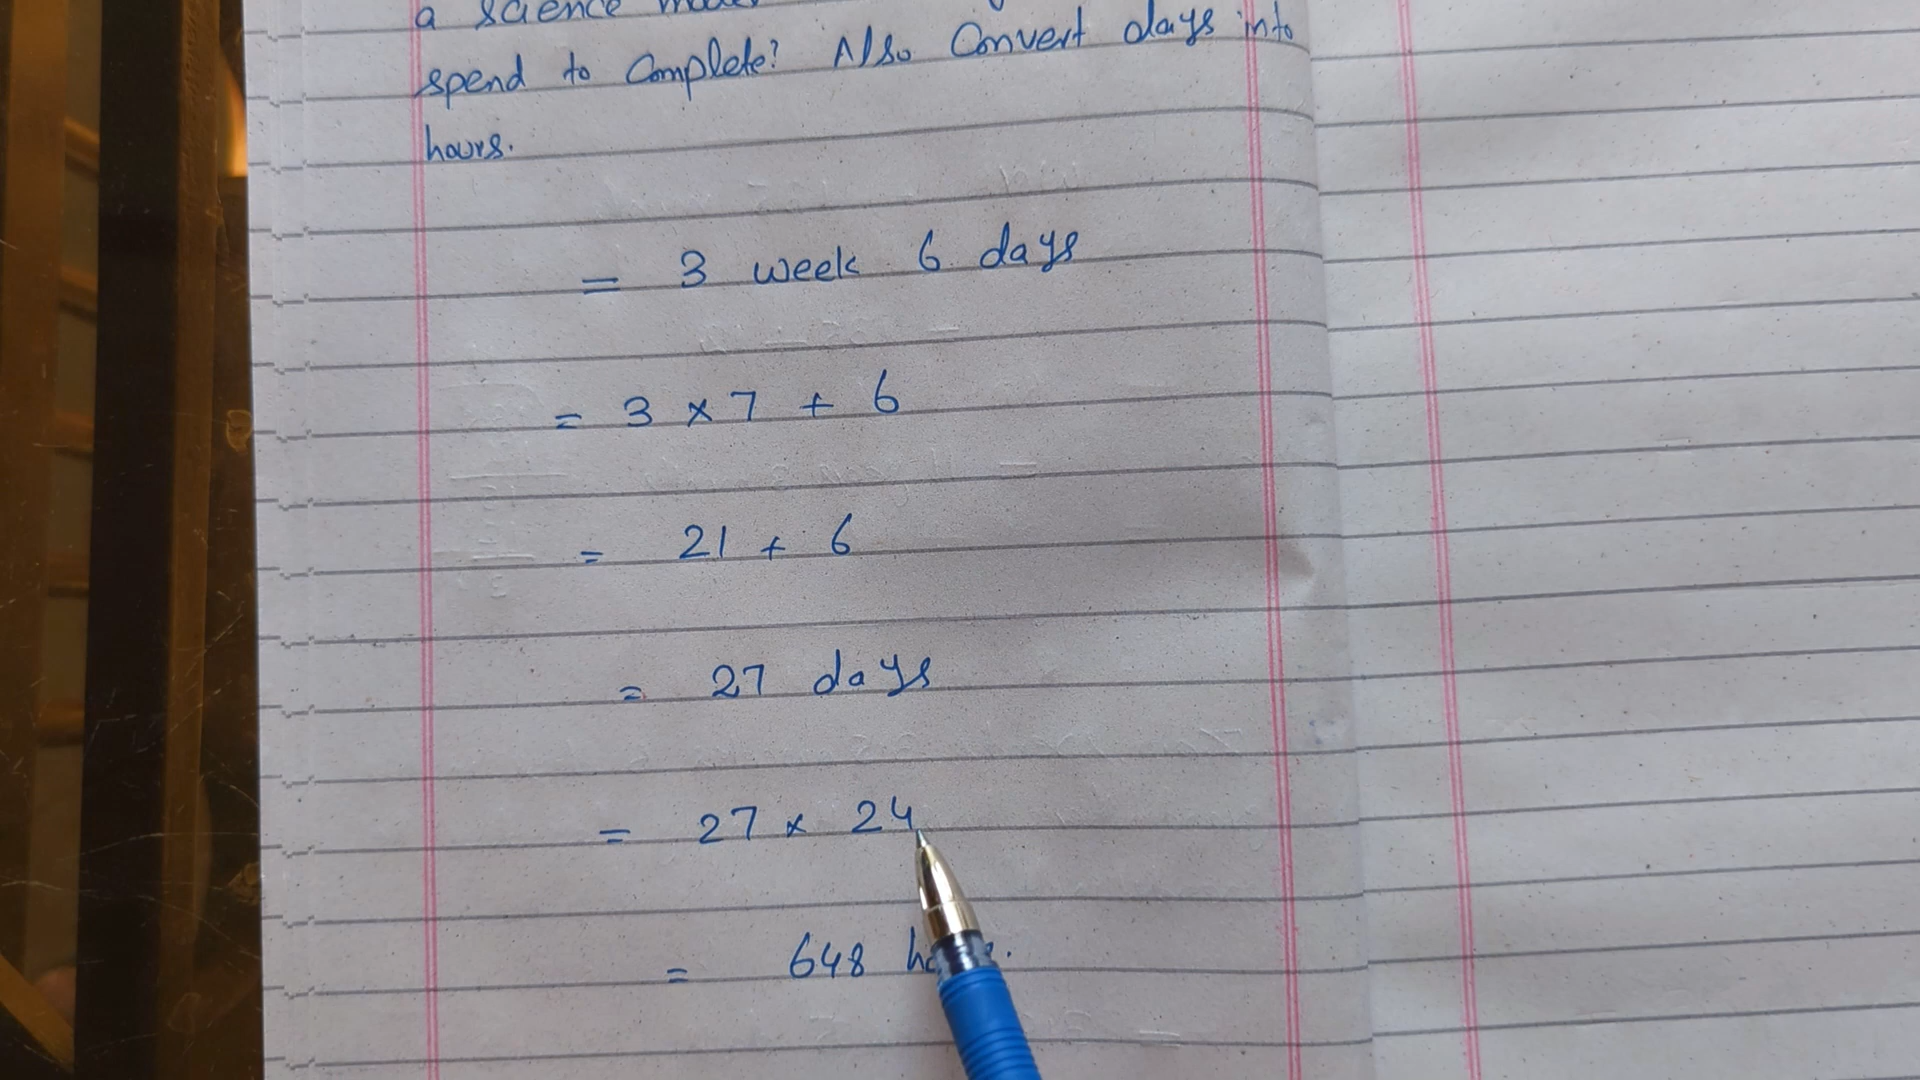 a science
spend to Complete? Also Convert days into
hours.
= 3 week 6 days
= 3 × 7 + 6
= 21 + 6
= 27 days
= 27 × 24
= 648